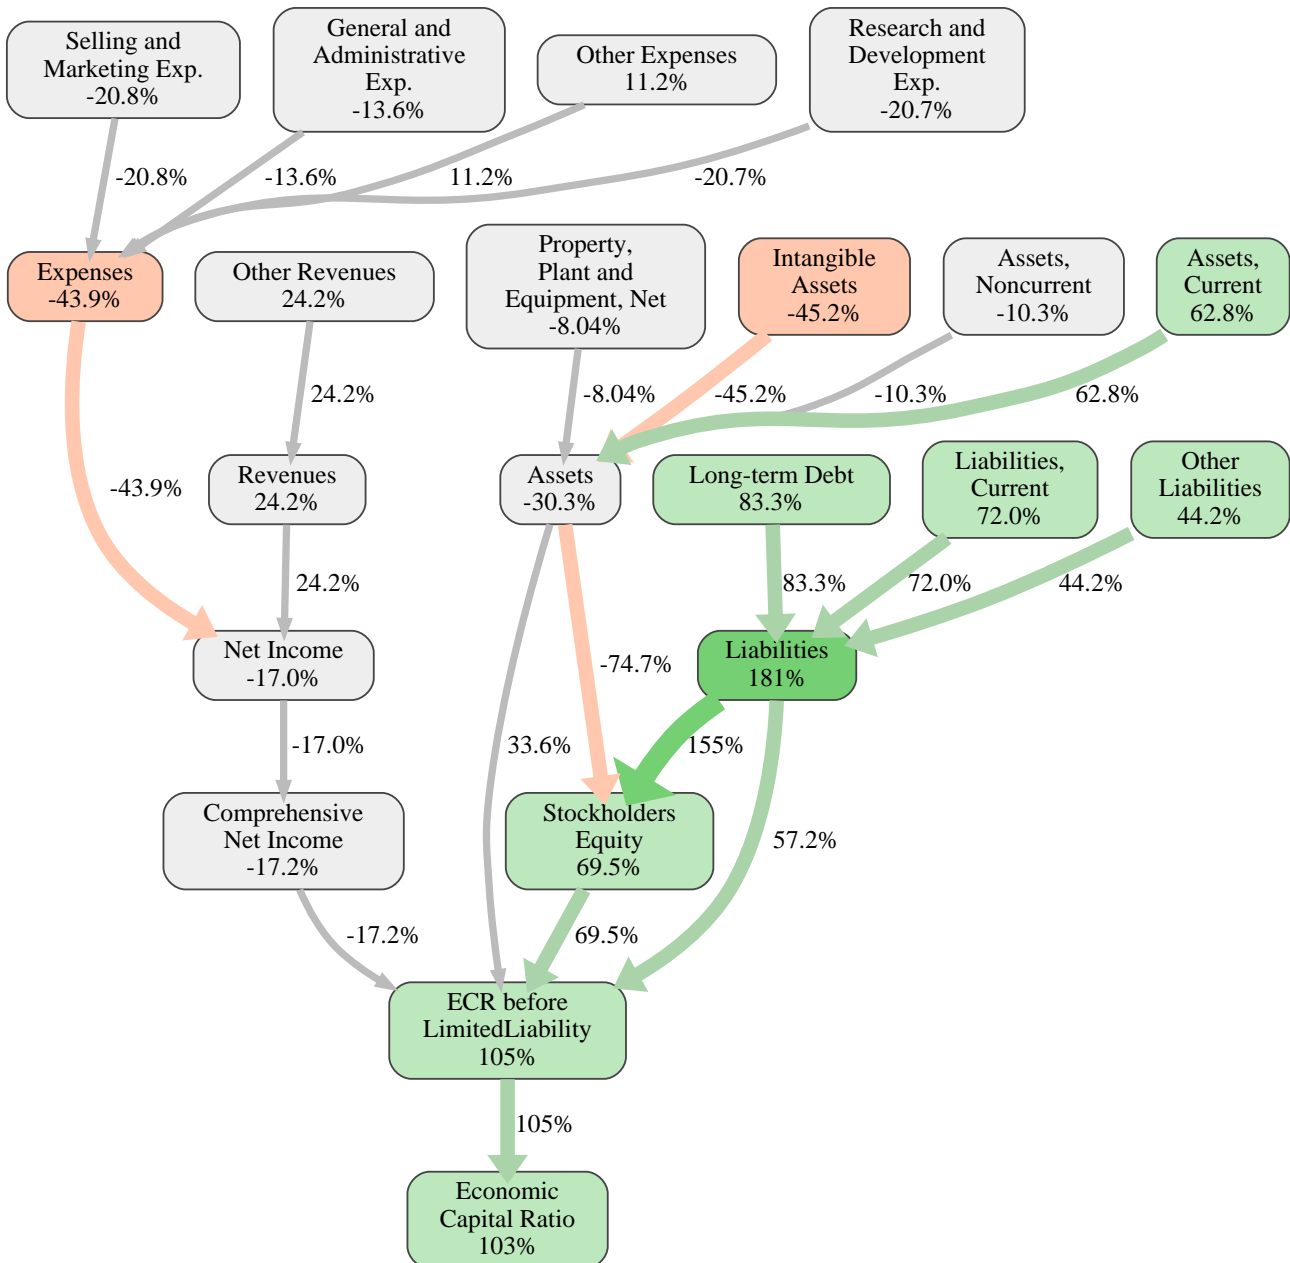 Selling and
Marketing Exp.
-20.8%
General and
Administrative
Exp.
-13.6%
Other Expenses
11.2%
Research and
Development
Exp.
-20.7%
-20.8%
-13.6%
11.2%
-20.7%
Expenses
-43.9%
Other Revenues
24.2%
Property,
Plant and
Equipment, Net
-8.04%
Intangible
Assets
-45.2%
Assets,
Noncurrent
-10.3%
Assets,
Current
62.8%
24.2%
-8.04%
-45.2%
-10.3%
62.8%
-43.9%
Revenues
24.2%
Assets
-30.3%
Long-term Debt
83.3%
Liabilities,
Current
72.0%
Other
Liabilities
44.2%
24.2%
83.3%
72.0%
44.2%
Net Income
-17.0%
-74.7%
Liabilities
181%
-17.0%
33.6%
155%
Comprehensive
Net Income
-17.2%
Stockholders
Equity
69.5%
57.2%
-17.2%
69.5%
ECR before
LimitedLiability
105%
105%
Economic
Capital Ratio
103%